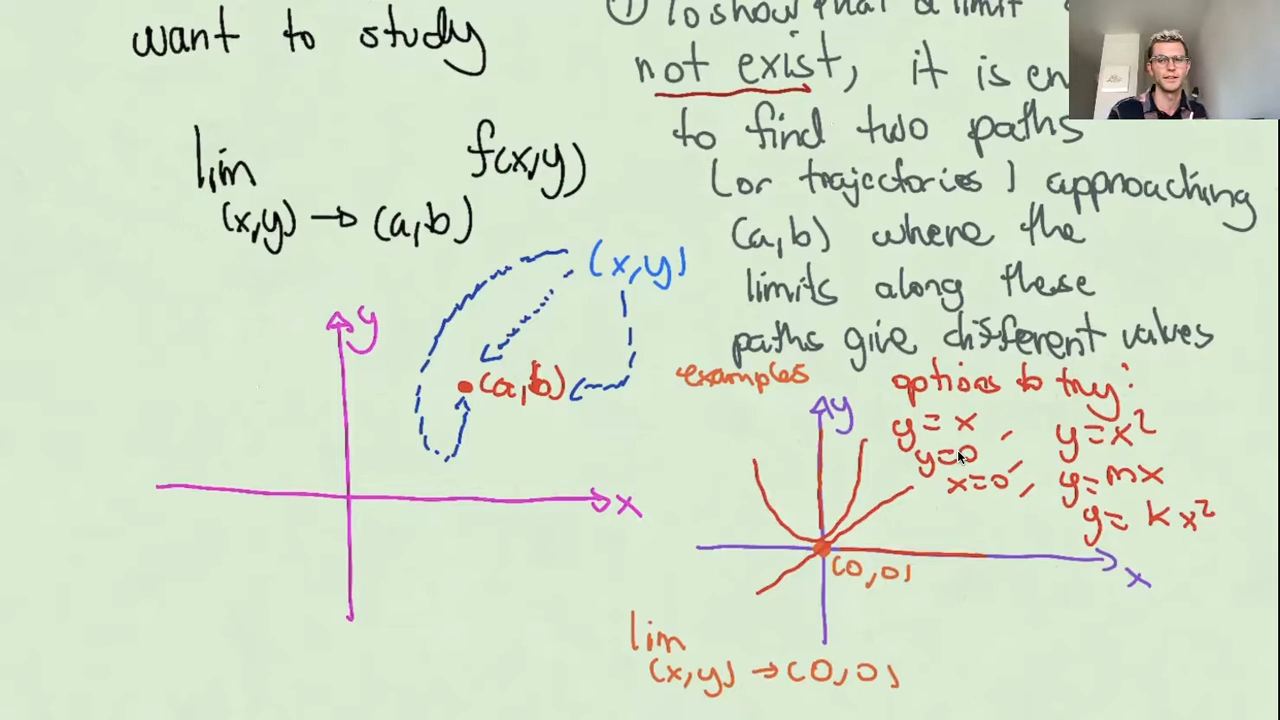 want to study
lim f(x,y)
(x,y) → (a,b)
(x,y)
(a,b)
y
x
① To show that a limit
not exist, it is en
to find two paths
(or trajectories) approaching
(a,b) where the
limits along these
paths give different values
examples
options to try:
y = x, y = x²
y=0, y = mx
x=0, y = k x²
y
(0,0)
x
lim
(x,y) → (0,0)